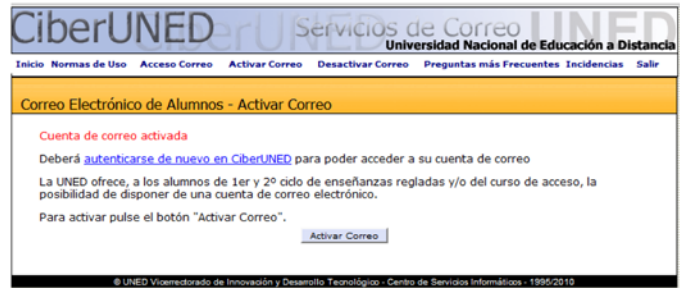 CiberUNED
Servicios de Correo UNED
Universidad Nacional de Educación a Distancia
Inicio Normas de Uso Acceso Correo Activar Correo Desactivar Correo Preguntas más Frecuentes Incidencias Salir
Correo Electrónico de Alumnos - Activar Correo
Cuenta de correo activada
Deberá autenticarse de nuevo en CiberUNED para poder acceder a su cuenta de correo
La UNED ofrece, a los alumnos de 1er y 2º ciclo de enseñanzas regladas y/o del curso de acceso, la
posibilidad de disponer de una cuenta de correo electrónico.
Para activar pulse el botón "Activar Correo".
Activar Correo
© UNED Vicerrectorado de Innovación y Desarrollo Tecnológico - Centro de Servicios Informáticos - 1995/2010